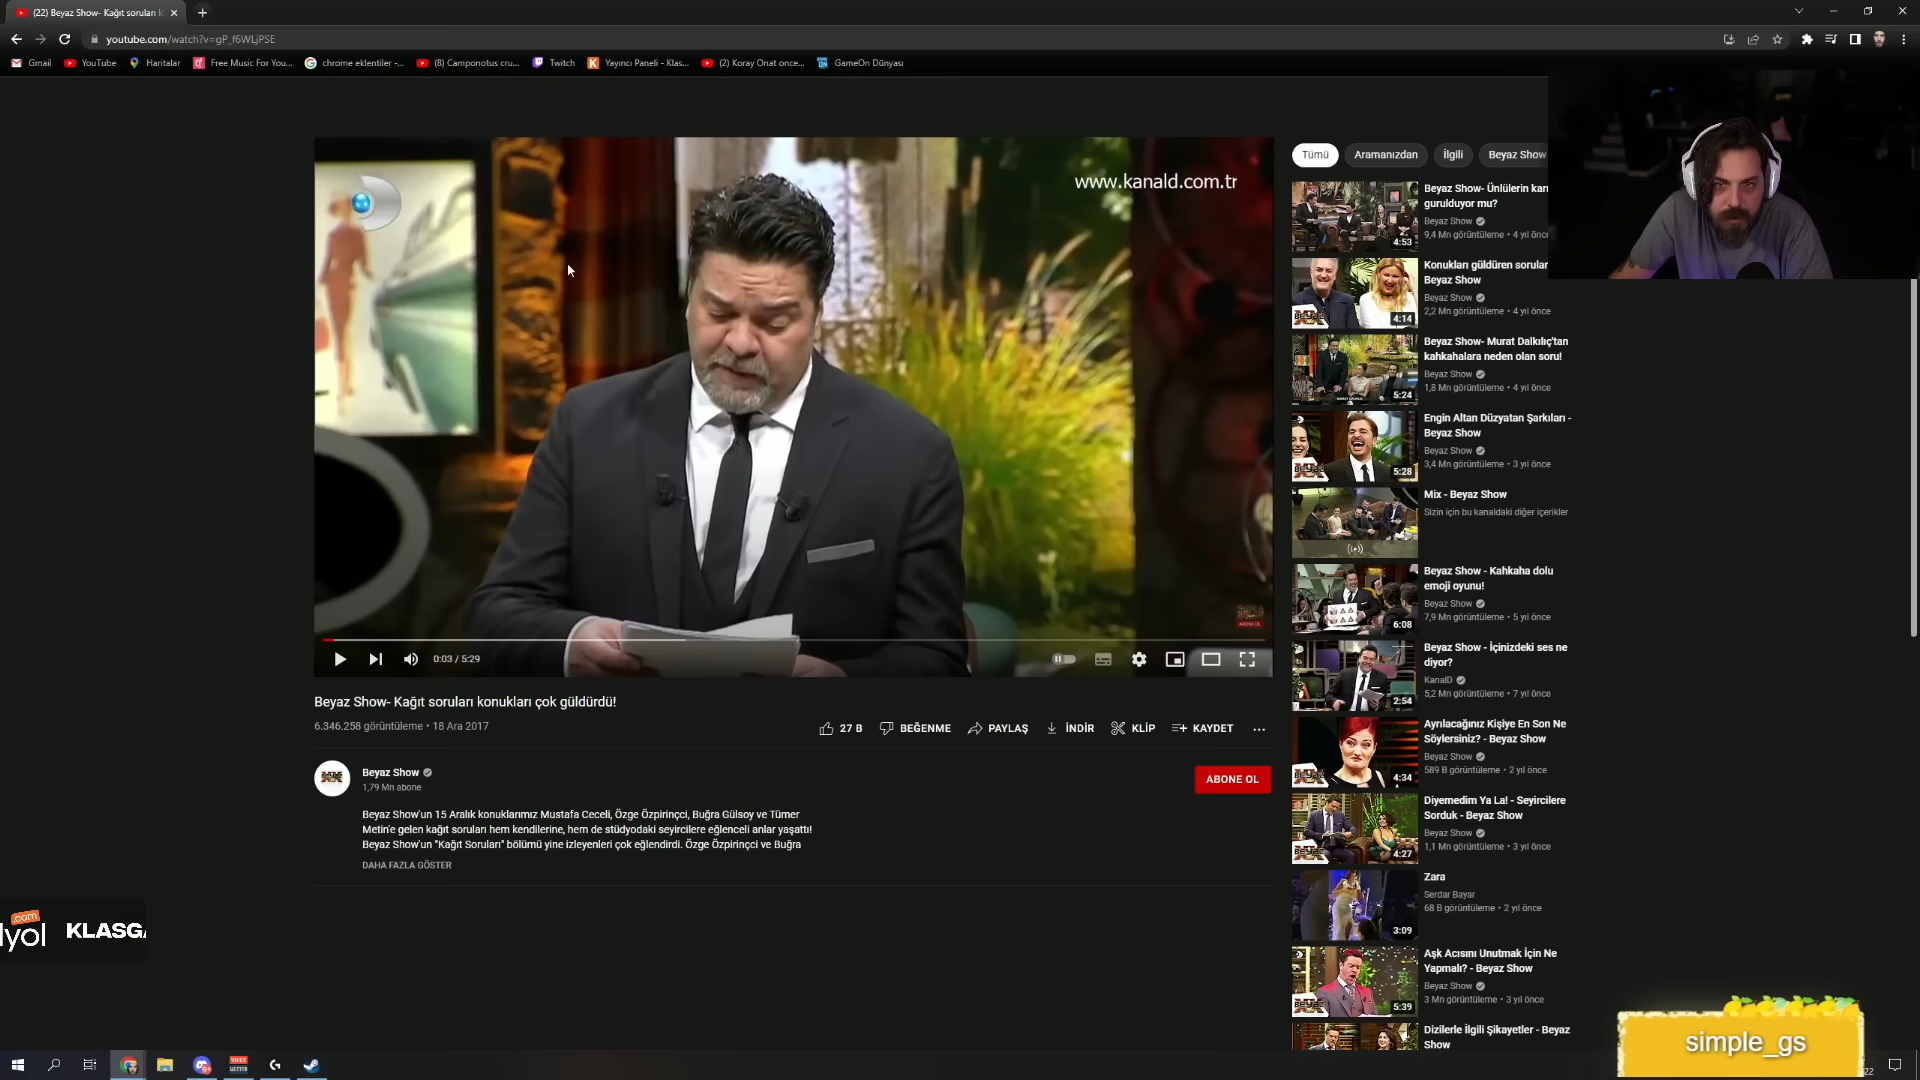 (22) Beyaz Show- Kağıt soruları k
youtube.com/watch?v=gP_f6WLjPSE
Gmail
YouTube
Haritalar
Free Music For You...
chrome eklentiler -...
(8) Camponotus cru...
Twitch
Yayıncı Paneli - Klas...
(2) Koray Onat once...
GameOn Dünyası
www.kanald.com.tr
0:03 / 5:29
Beyaz Show- Kağıt soruları konukları çok güldürdü!
6.346.258 görüntüleme • 18 Ara 2017
27 B
BEĞENME
PAYLAŞ
İNDİR
KLİP
KAYDET
Beyaz Show
1,79 Mn abone
ABONE OL
Beyaz Show'un 15 Aralık konuklarımız Mustafa Ceceli, Özge Özpirinçci, Buğra Gülsoy ve Tümer
Metin'e gelen kağıt soruları hem kendilerine, hem de stüdyodaki seyircilere eğlenceli anlar yaşattı!
Beyaz Show'un "Kağıt Soruları" bölümü yine izleyenleri çok eğlendirdi. Özge Özpirinçci ve Buğra
DAHA FAZLA GÖSTER
Tümü
Aramanızdan
İlgili
Beyaz Show
Beyaz Show- Ünlülerin karn
gurulduyor mu?
Beyaz Show
9,4 Mn görüntüleme • 4 yıl önce
4:53
Konukları güldüren sorular
Beyaz Show
Beyaz Show
2,2 Mn görüntüleme • 4 yıl önce
4:14
Beyaz Show- Murat Dalkılıç'tan
kahkahalara neden olan soru!
Beyaz Show
1,8 Mn görüntüleme • 4 yıl önce
5:24
Engin Altan Düzyatan Şarkıları -
Beyaz Show
Beyaz Show
3,4 Mn görüntüleme • 3 yıl önce
5:28
Mix - Beyaz Show
Sizin için bu kanaldaki diğer içerikler
Beyaz Show - Kahkaha dolu
emoji oyunu!
Beyaz Show
7,9 Mn görüntüleme • 5 yıl önce
6:08
Beyaz Show - İçinizdeki ses ne
diyor?
KanalD
5,2 Mn görüntüleme • 7 yıl önce
2:54
Ayrılacağınız Kişiye En Son Ne
Söylersiniz? - Beyaz Show
Beyaz Show
589 B görüntüleme • 2 yıl önce
4:34
Diyemedim Ya La! - Seyircilere
Sorduk - Beyaz Show
Beyaz Show
1,1 Mn görüntüleme • 3 yıl önce
4:27
Zara
Serdar Bayar
68 B görüntüleme • 2 yıl önce
3:09
Aşk Acısını Unutmak İçin Ne
Yapmalı? - Beyaz Show
Beyaz Show
3 Mn görüntüleme • 3 yıl önce
5:39
Dizilerle İlgili Şikayetler - Beyaz
Show
.com
lyol
KLASGA
simple_gs
22